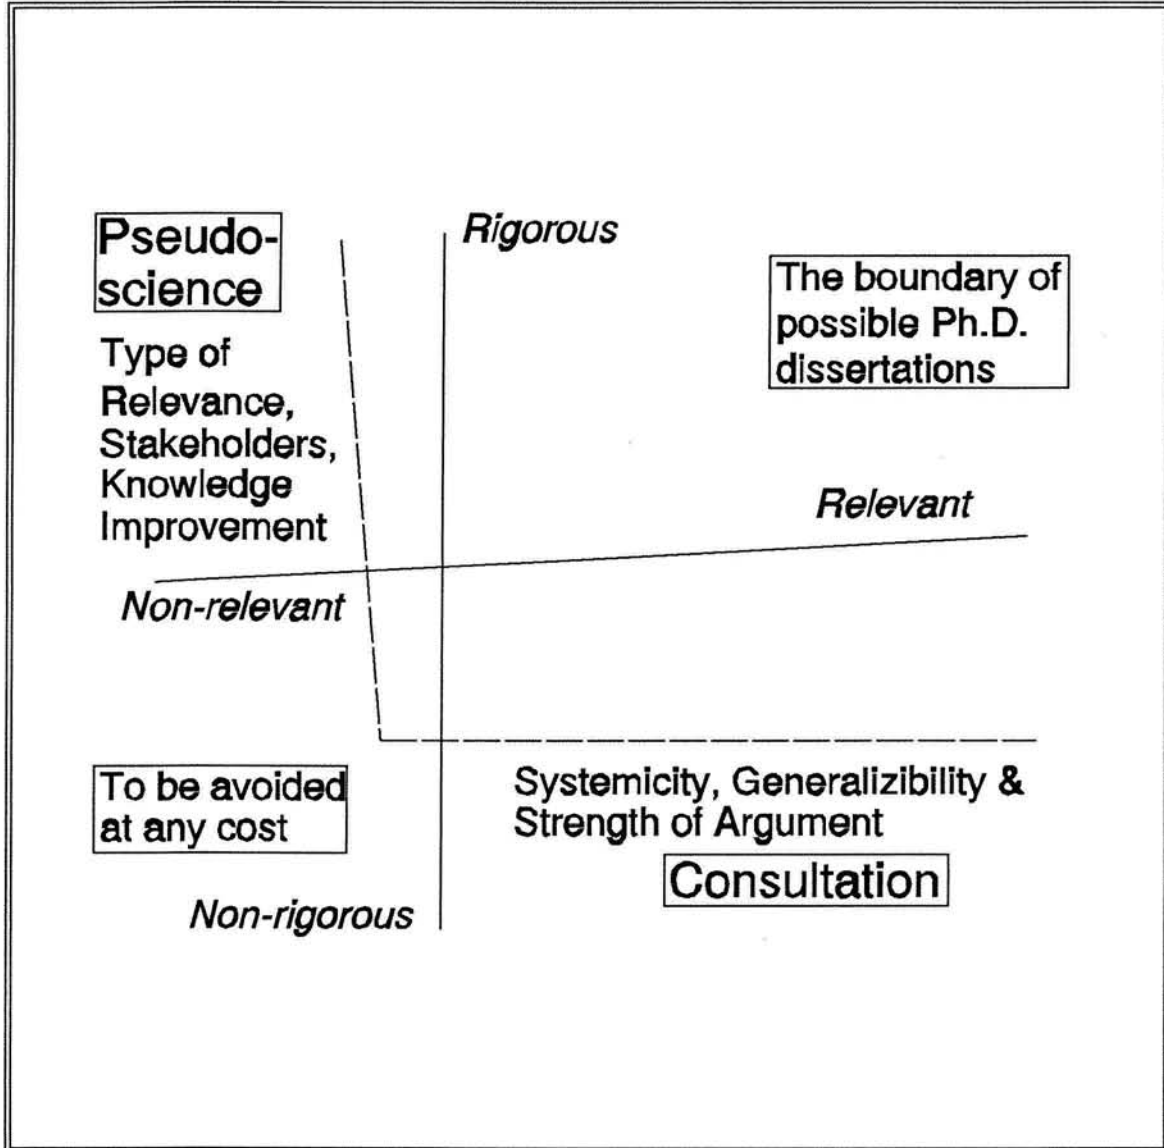 Pseudo-
science
Rigorous
The boundary of
possible Ph.D.
dissertations
Type of
Relevance,
Stakeholders,
Knowledge
Improvement
Relevant
Non-relevant
To be avoided
at any cost
Systemicity, Generalizibility &
Strength of Argument
Consultation
Non-rigorous